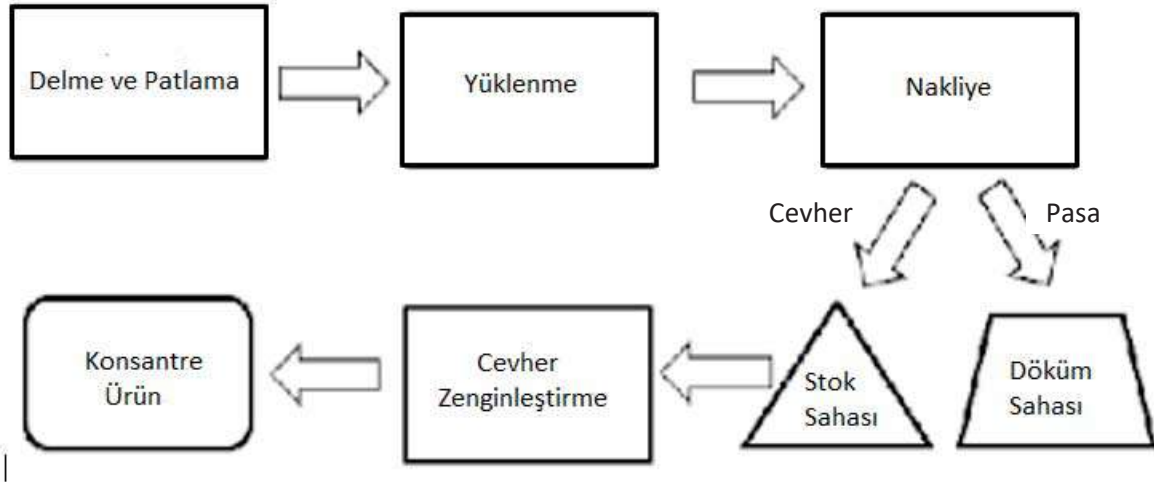 Delme ve Patlama
Yüklenme
Nakliye
Cevher
Pasa
Konsantre
Ürün
Cevher
Zenginleştirme
Stok
Sahası
Döküm
Sahası